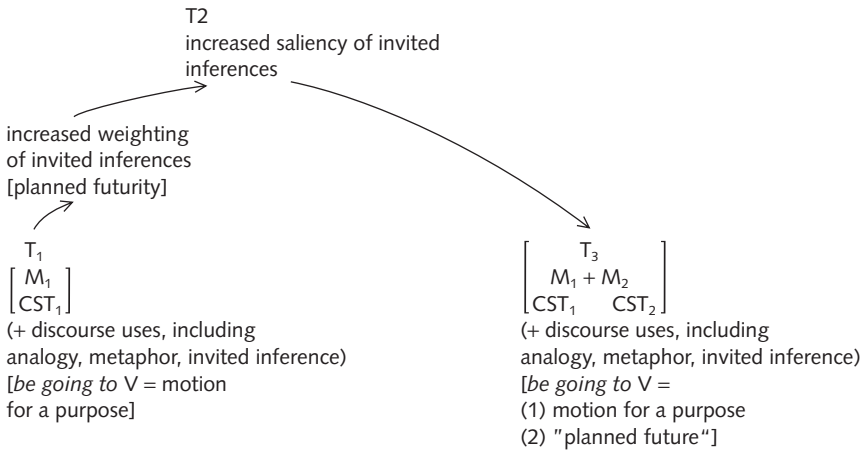 T2
increased saliency of invited
inferences
increased weighting
of invited inferences
[planned futurity]
T₁
M₁
CST₁
(+ discourse uses, including
analogy, metaphor, invited inference)
[be going to V = motion
for a purpose]
T₃
M₁ + M₂
CST₁ CST₂
(+ discourse uses, including
analogy, metaphor, invited inference)
[be going to V =
(1) motion for a purpose
(2) ”planned future“]